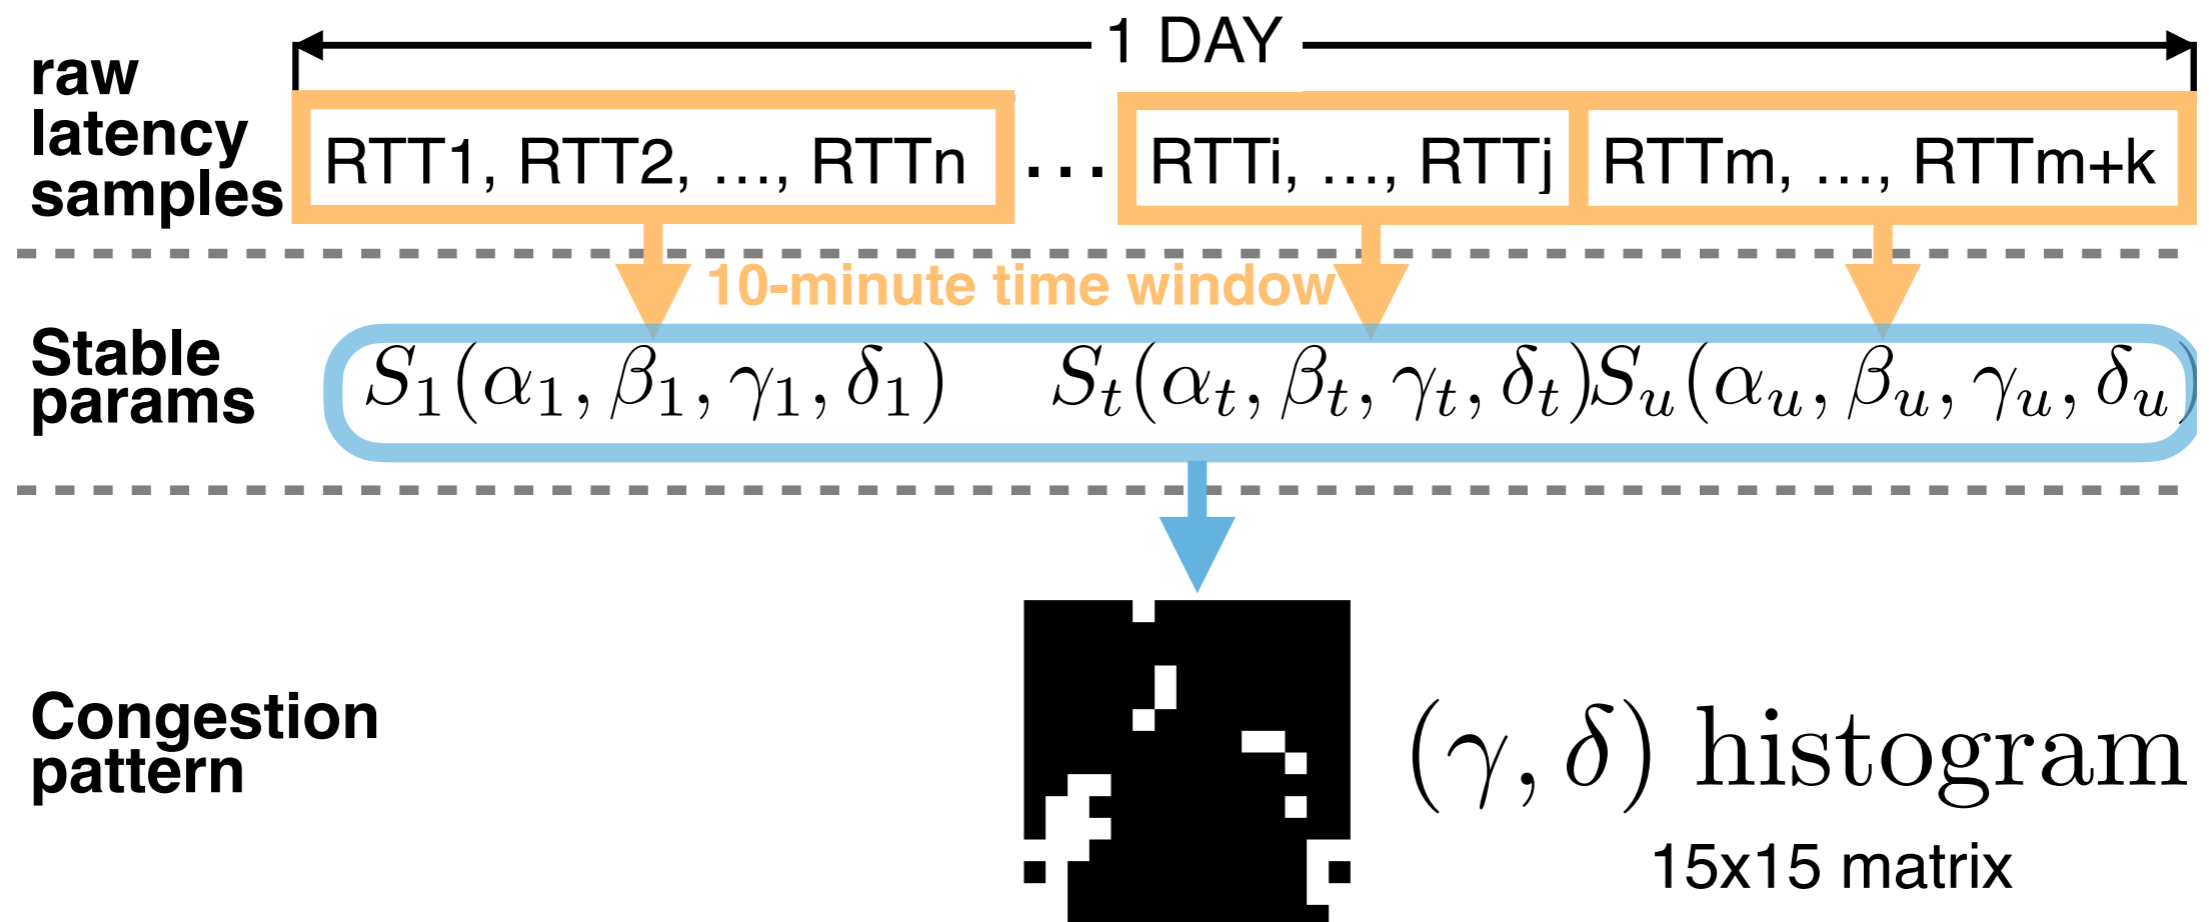 1 DAY
raw
latency
samples
RTT1, RTT2, ..., RTTn ... RTTi, ..., RTTj RTTm, ..., RTTm+k
10-minute time window
Stable
params
S₁(α₁, β₁, γ₁, δ₁) Sₜ(αₜ, βₜ, γₜ, δₜ) Sᵤ(αᵤ, βᵤ, γᵤ, δᵤ)
Congestion
pattern
(γ, δ) histogram
15x15 matrix